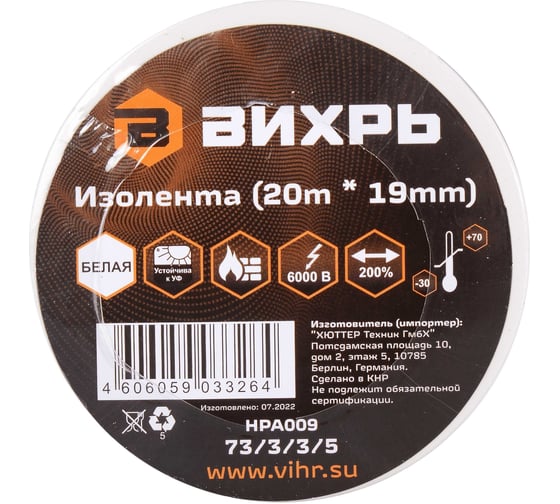 ВИХРЬ
Изолента (20m * 19mm)
БЕЛАЯ
Устойчива
к УФ
6000 В
200%
-30
+70
Изготовитель (импортер):
"ХЮТТЕР Техник ГмбХ"
Потсдамская площадь 10,
дом 2, этаж 5, 10785
Берлин, Германия.
Сделано в КНР
Не подлежит обязательной
сертификации.
4 606059 033264
Изготовлено: 07.2022
5
HPA009
73/3/3/5
www.vihr.su